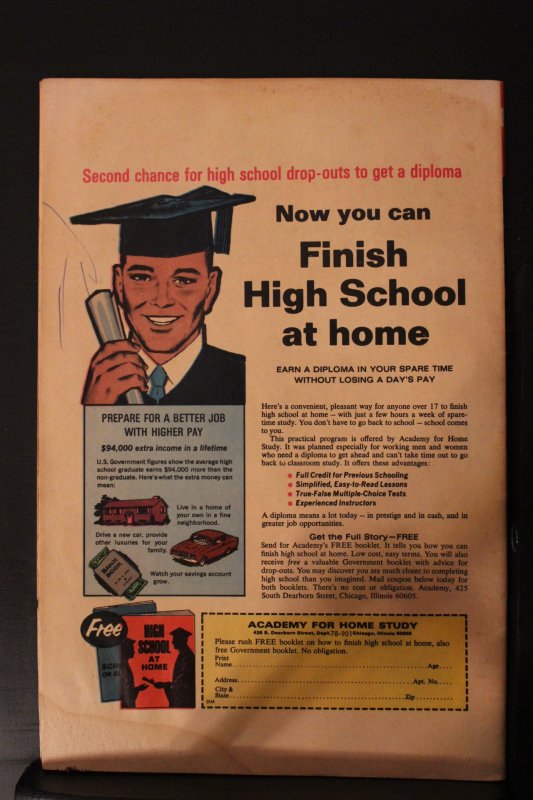 Second chance for high school drop-outs to get a diploma
Now you can
Finish
High School
at home
EARN A DIPLOMA IN YOUR SPARE TIME
WITHOUT LOSING A DAY'S PAY
PREPARE FOR A BETTER JOB
WITH HIGHER PAY
$94,000 extra income in a lifetime
U.S. Government figures show the average high
school graduate earns $94,000 more than the
non-graduate. Here's what the extra money can
mean:
Live in a home of
your own in a fine
neighborhood.
Drive a new car, provide
other luxuries for your
family.
BANK
BOOK
Watch your savings account
grow.
Here's a convenient, pleasant way for anyone over 17 to finish
high school at home — with just a few hours a week of spare-
time study. You don't have to go back to school — school comes
to you.
This practical program is offered by Academy for Home
Study. It was planned especially for working men and women
who need a diploma to get ahead and can't take time out to go
back to classroom study. It offers these advantages:
● Full Credit for Previous Schooling
● Simplified, Easy-to-Read Lessons
● True-False Multiple-Choice Tests
● Experienced Instructors
A diploma means a lot today — in prestige and in cash, and in
greater job opportunities.
Get the Full Story—FREE
Send for Academy's FREE booklet. It tells you how you can
finish high school at home. Low cost, easy terms. You will also
receive free a valuable Government booklet with advice for
drop-outs. You may discover you are much closer to completing
high school than you imagined. Mail coupon below today for
both booklets. There's no cost or obligation. Academy, 425
South Dearborn Street, Chicago, Illinois 60605.
Free
HIGH
SCHOOL
AT
HOME
ACADEMY FOR HOME STUDY
425 S. Dearborn Street, Dept. 78-901 Chicago, Illinois 60605
Please rush FREE booklet on how to finish high school at home, also
free Government booklet. No obligation.
Print
Name Age
Address Apt. No.
City &
State Zip